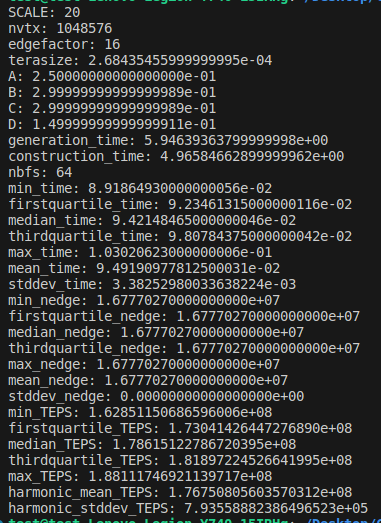 SCALE: 20
nvtx: 1048576
edgefactor: 16
terasize: 2.68435455999999995e-04
A: 2.50000000000000000e-01
B: 2.99999999999999989e-01
C: 2.99999999999999989e-01
D: 1.49999999999999911e-01
generation_time: 5.94639363799999998e+00
construction_time: 4.96584662899999962e+00
nbfs: 64
min_time: 8.91864930000000056e-02
firstquartile_time: 9.23461315000000116e-02
median_time: 9.42148465000000046e-02
thirdquartile_time: 9.80784375000000042e-02
max_time: 1.03020623000000006e-01
mean_time: 9.49190977812500031e-02
stddev_time: 3.38252980033638224e-03
min_nedge: 1.67770270000000000e+07
firstquartile_nedge: 1.67770270000000000e+07
median_nedge: 1.67770270000000000e+07
thirdquartile_nedge: 1.67770270000000000e+07
max_nedge: 1.67770270000000000e+07
mean_nedge: 1.67770270000000000e+07
stddev_nedge: 0.00000000000000000e+00
min_TEPS: 1.62851150686596006e+08
firstquartile_TEPS: 1.73041426447276890e+08
median_TEPS: 1.78615122786720395e+08
thirdquartile_TEPS: 1.81897224526641995e+08
max_TEPS: 1.88111746921139717e+08
harmonic_mean_TEPS: 1.76750805603570312e+08
harmonic_stddev_TEPS: 7.93558882386496523e+05